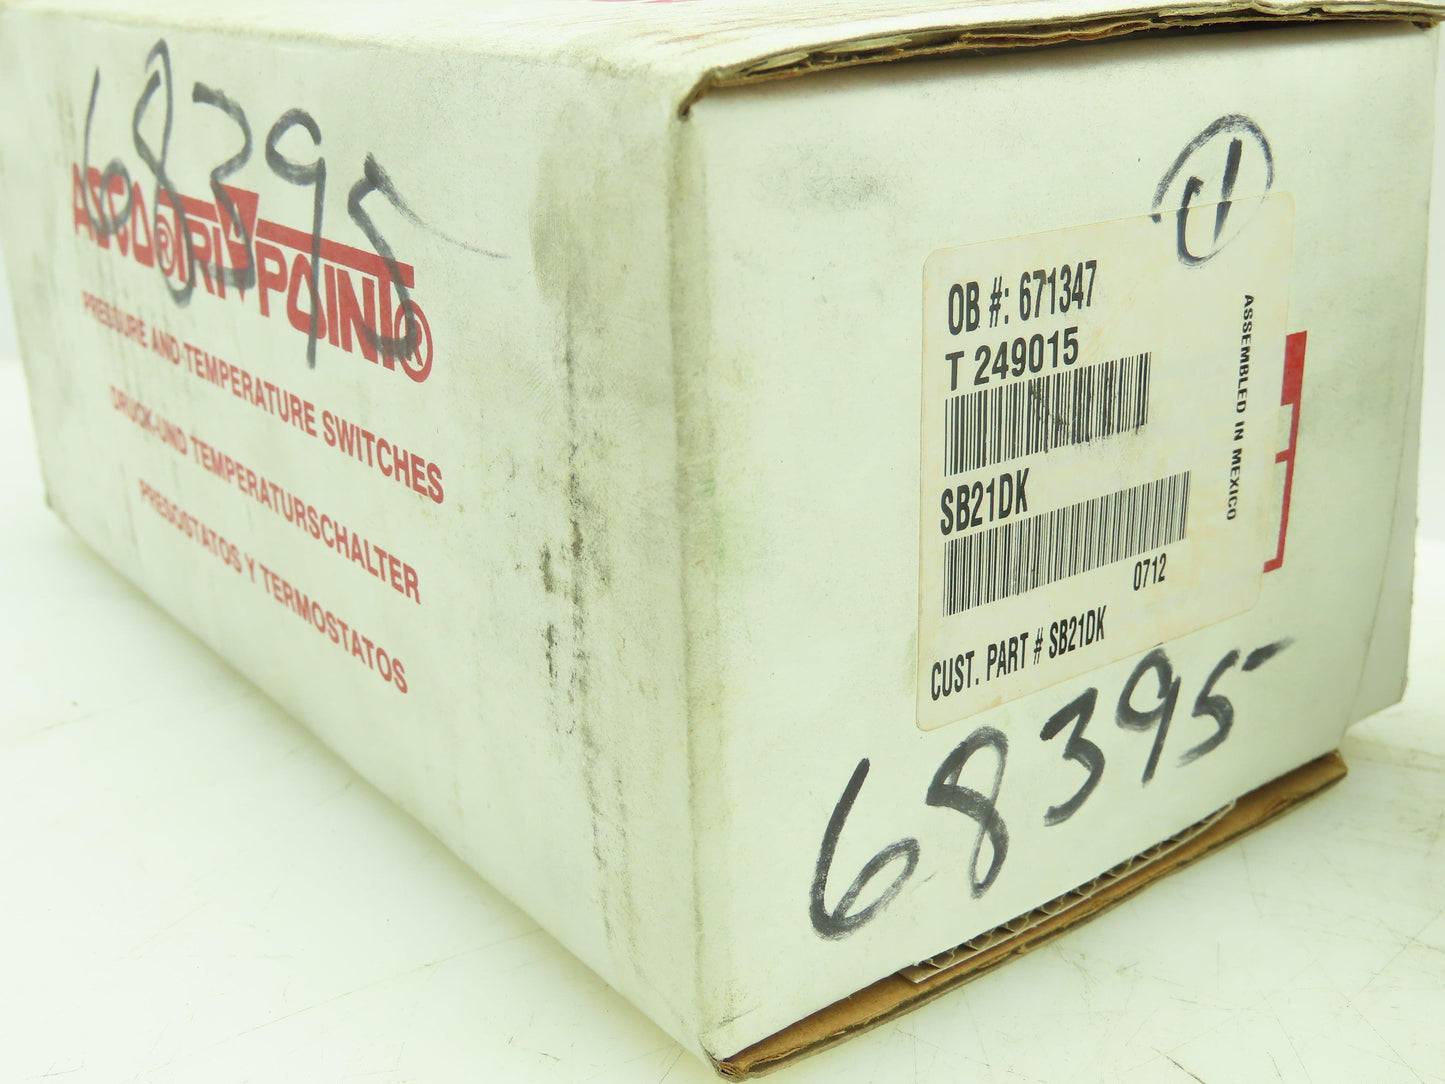 68395
ASCO® TRI POINT®
PRESSURE AND TEMPERATURE SWITCHES
DRUCK-UND TEMPERATURSCHALTER
PRESOSTATOS Y TERMOSTATOS
OB #: 671347
T 249015
SB21DK
0712
CUST. PART # SB21DK
ASSEMBLED IN MEXICO
68395